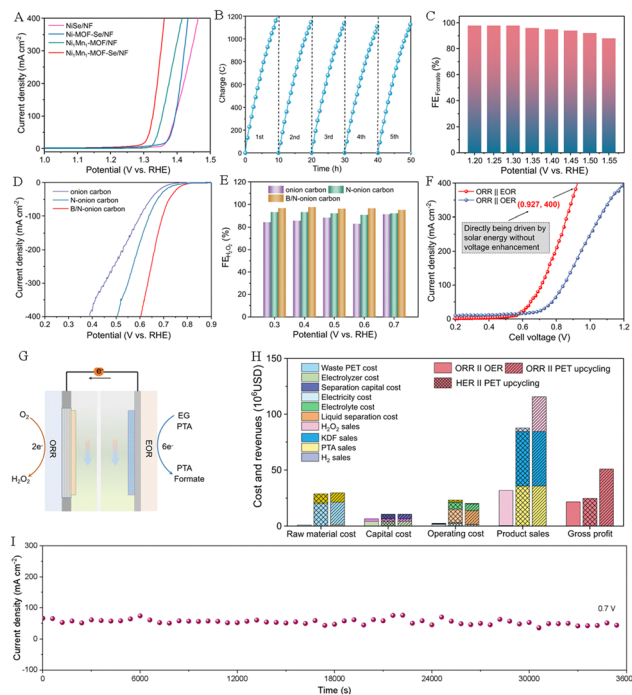 A
NiSe/NF
Ni-MOF-Se/NF
Ni₁Mn₁-MOF/NF
Ni₁Mn₁-MOF-Se/NF
Current density (mA cm⁻²)
400
300
200
100
0
1.0 1.1 1.2 1.3 1.4 1.5
Potential (V vs. RHE)
B
Charge (C)
1200
1000
800
600
400
200
0
1st 2nd 3rd 4th 5th
0 10 20 30 40 50
Time (h)
C
FE Formate (%)
100
80
60
40
20
0
1.20 1.25 1.30 1.35 1.40 1.45 1.50 1.55
Potential (V vs. RHE)
D
onion carbon
N-onion carbon
B/N-onion carbon
Current density (mA cm⁻²)
0
-100
-200
-300
-400
0.3 0.4 0.5 0.6 0.7 0.8 0.9
Potential (V vs. RHE)
E
onion carbon N-onion carbon
B/N-onion carbon
FE H₂O₂ (%)
120
100
80
60
40
20
0
0.3 0.4 0.5 0.6 0.7
Potential (V vs. RHE)
F
ORR || EOR
ORR || OER
(0.927, 400)
Directly being driven by
solar energy without
voltage enhancement
Current density (mA cm⁻²)
400
300
200
100
0
0.2 0.4 0.6 0.8 1.0 1.2
Cell voltage (V)
G
O₂
2e⁻
H₂O₂
ORR
EOR
EG
PTA
6e⁻
PTA
Formate
H
Waste PET cost
Electrolyzer cost
Separation capital cost
Electricity cost
Electrolyte cost
Liquid separation cost
H₂O₂ sales
KDF sales
PTA sales
H₂ sales
ORR || OER
ORR || PET upcycling
HER || PET upcycling
Cost and revenues (10⁶USD)
150
100
50
0
Raw material cost Capital cost Operating cost Product sales Gross profit
I
Current density (mA cm⁻²)
300
200
100
0
-100
0.7 V
0 6000 12000 18000 24000 30000 36000
Time (s)